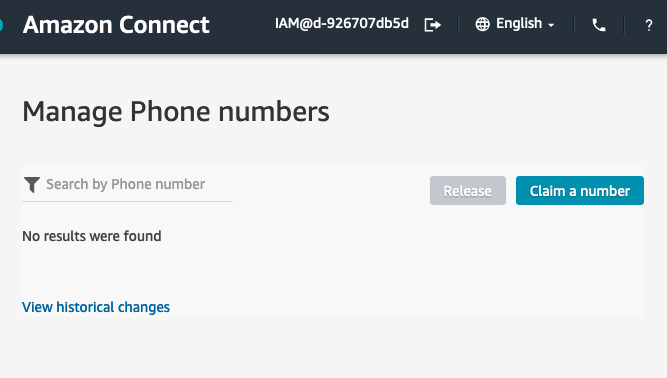 Amazon Connect IAM@d-926707db5d English ?
Manage Phone numbers
Search by Phone number Release Claim a number
No results were found
View historical changes